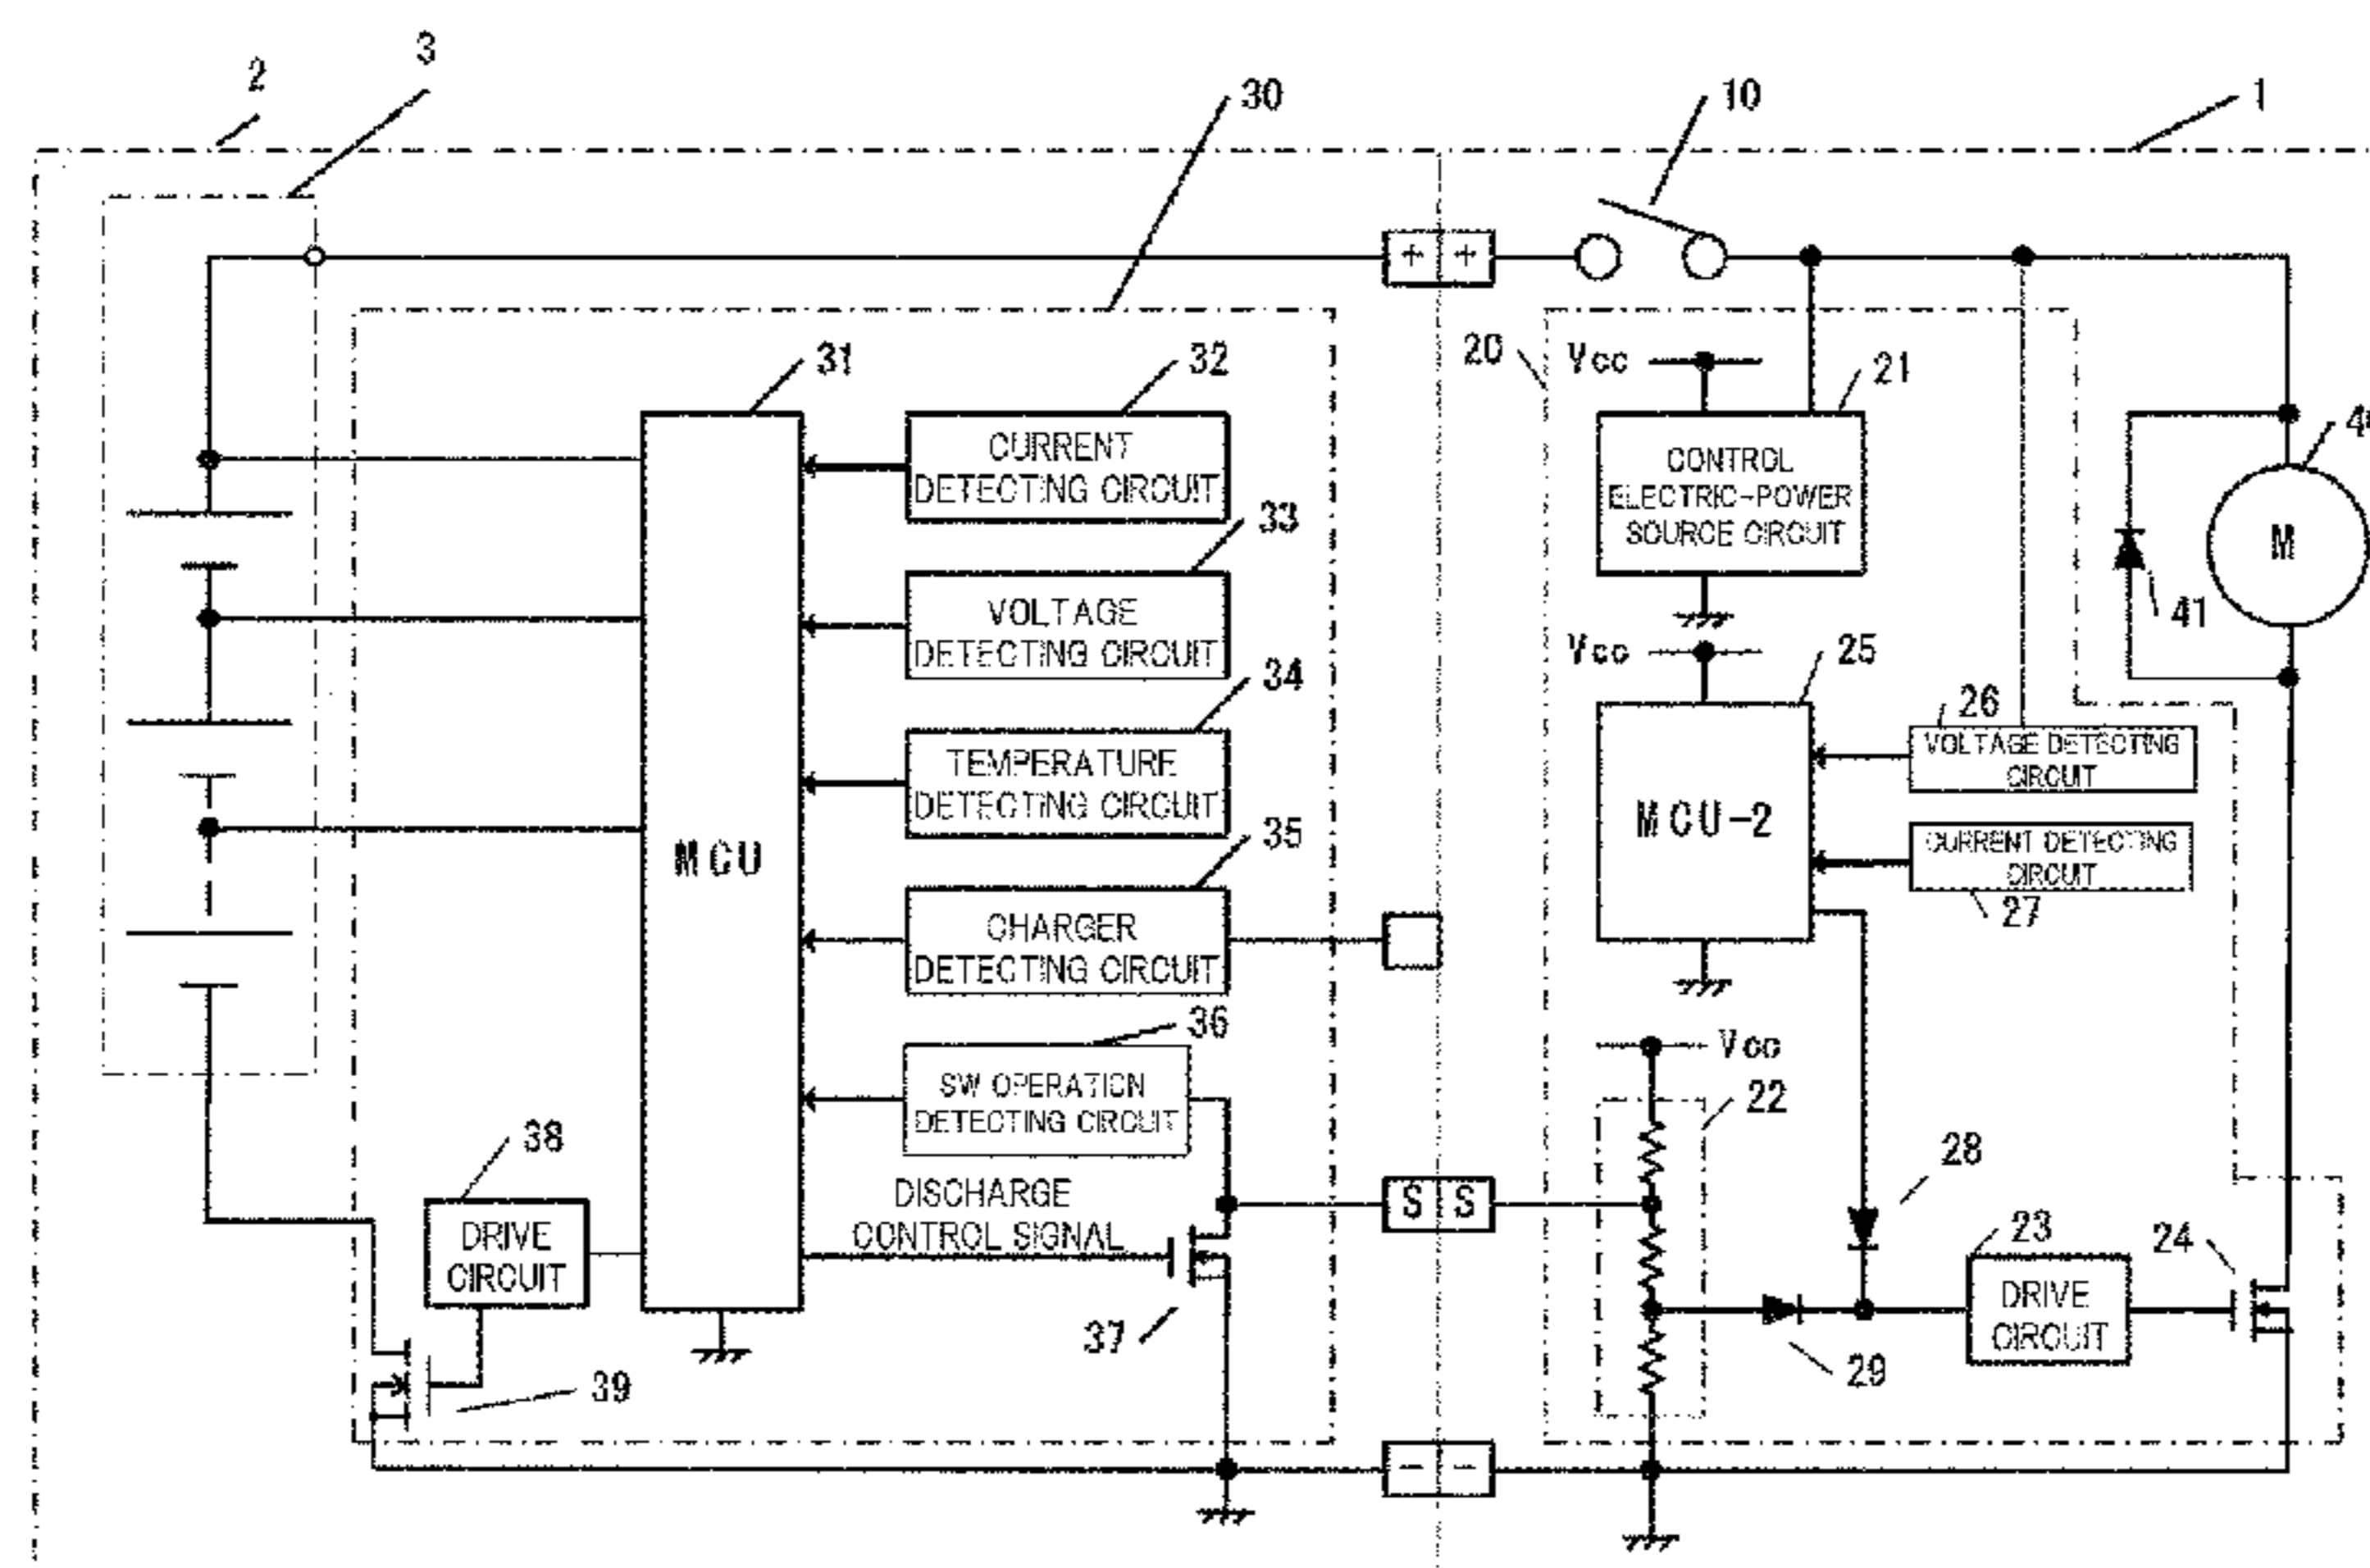 2
3
30
10
1
+ +
31
32
CURRENT
DETECTING CIRCUIT
33
VOLTAGE
DETECTING CIRCUIT
34
TEMPERATURE
DETECTING CIRCUIT
35
MCU
CHARGER
DETECTING CIRCUIT
36
SW OPERATION
DETECTING CIRCUIT
38
DRIVE
CIRCUIT
DISCHARGE
CONTROL SIGNAL
37
39
S S
- -
20
Vcc
21
CONTROL
ELECTRIC-POWER
SOURCE CIRCUIT
M
41
Vcc
25
26
VOLTAGE DETECTING
CIRCUIT
MCU-2
CURRENT DETECTING
CIRCUIT
27
Vcc
22
28
23
24
DRIVE
CIRCUIT
29